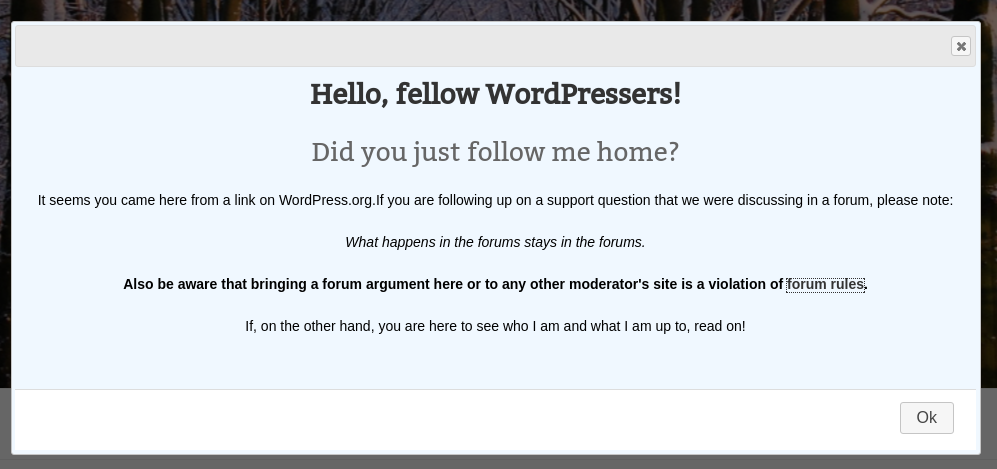 Hello, fellow WordPressers!
Did you just follow me home?
It seems you came here from a link on WordPress.org.If you are following up on a support question that we were discussing in a forum, please note:
What happens in the forums stays in the forums.
Also be aware that bringing a forum argument here or to any other moderator's site is a violation of forum rules.
If, on the other hand, you are here to see who I am and what I am up to, read on!
Ok